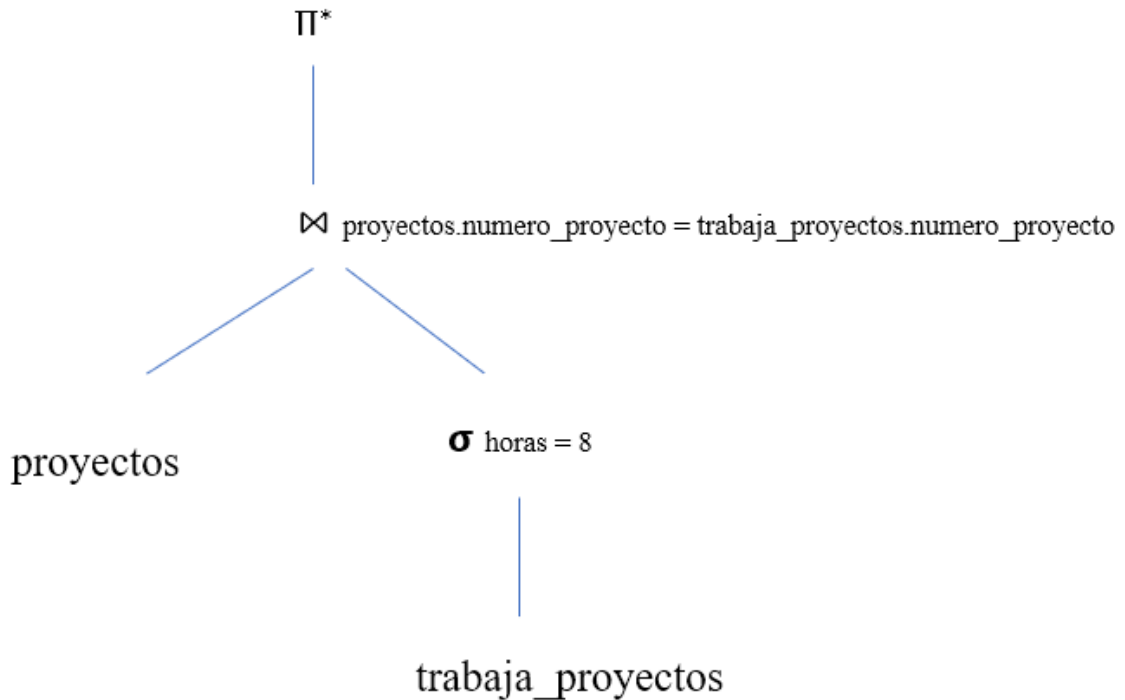 Π*
⋈ proyectos.numero_proyecto = trabaja_proyectos.numero_proyecto
proyectos
σ horas = 8
trabaja_proyectos